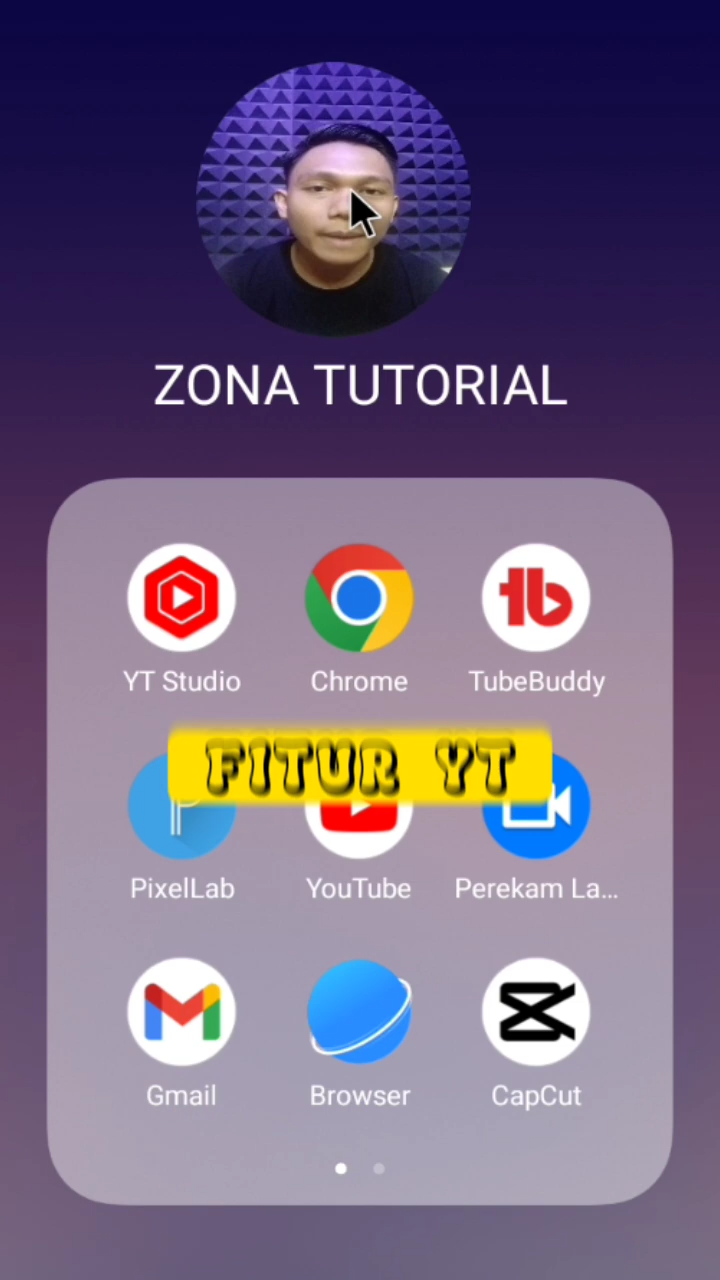 ZONA TUTORIAL
YT Studio
Chrome
TubeBuddy
FITUR YT
PixelLab
YouTube
Perekam La...
Gmail
Browser
CapCut